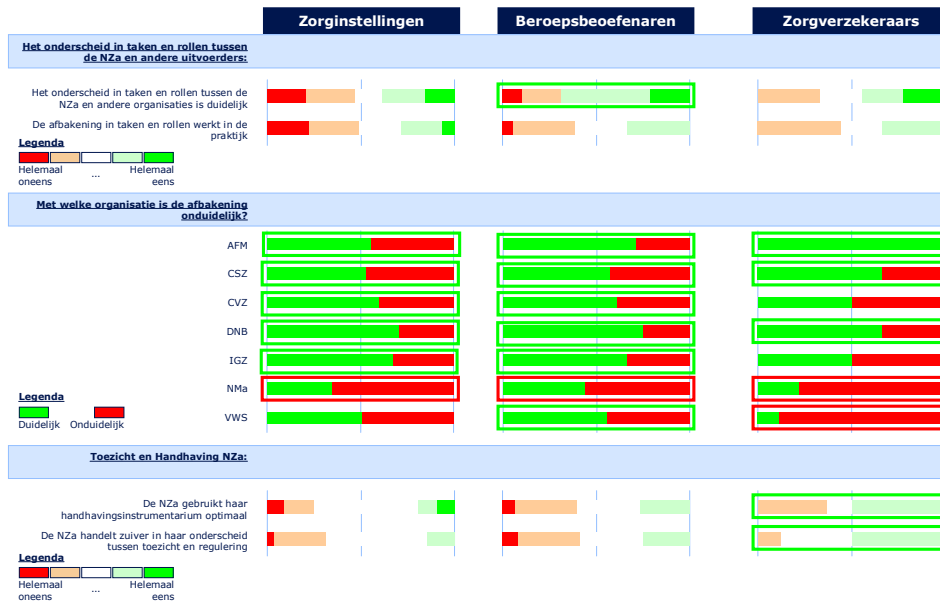 Zorginstellingen
Beroepsbeoefenaren
Zorgverzekeraars
Het onderscheid in taken en rollen tussen
de NZa en andere uitvoerders:
Het onderscheid in taken en rollen tussen de
NZa en andere organisaties is duidelijk
De afbakening in taken en rollen werkt in de
praktijk
Legenda
Helemaal
oneens
...
Helemaal
eens
Met welke organisatie is de afbakening
onduidelijk?
AFM
CSZ
CVZ
DNB
IGZ
NMa
VWS
Legenda
Duidelijk
Onduidelijk
Toezicht en Handhaving NZa:
De NZa gebruikt haar
handhavingsinstrumentarium optimaal
De NZa handelt zuiver in haar onderscheid
tussen toezicht en regulering
Legenda
Helemaal
oneens
...
Helemaal
eens